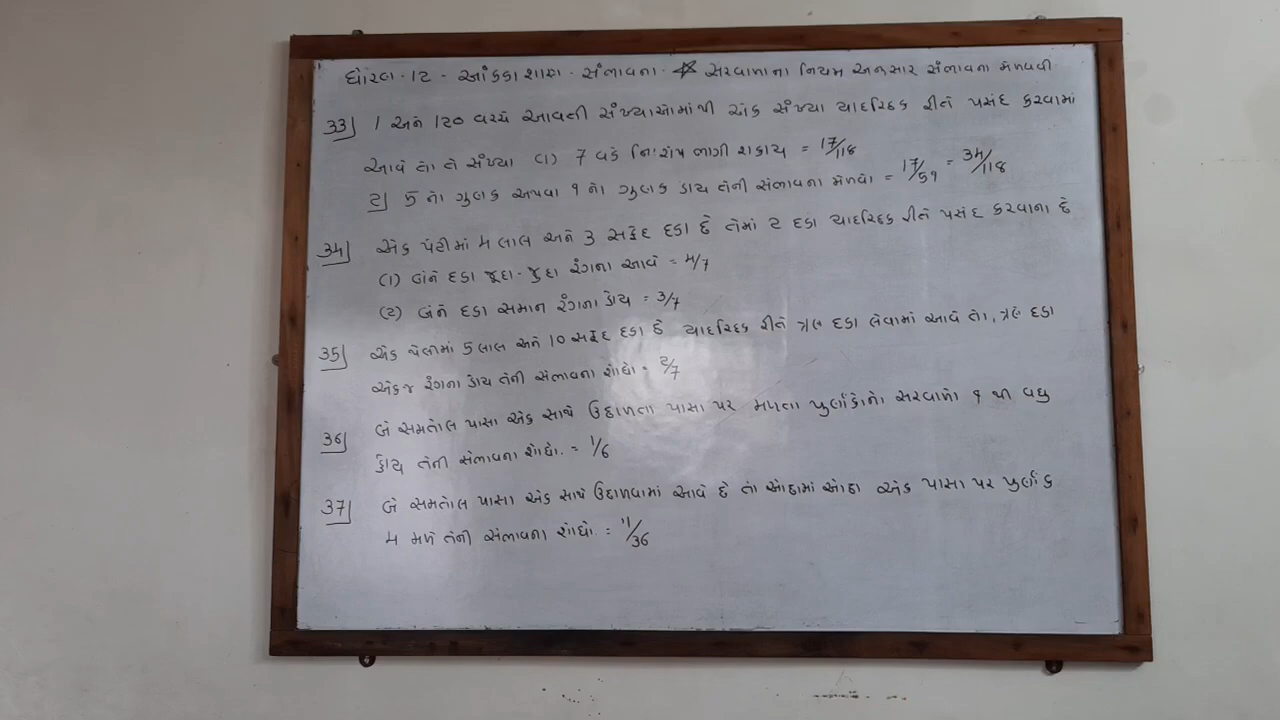 ધોરણ - 12 - આંકડાશાસ્ત્ર - સંભાવના - ☆ સરવાળાના નિયમ અનુસાર સંભાવના મેળવવી
33] 1 અને 120 વચ્ચે આવતી સંખ્યાઓમાંથી એક સંખ્યા યાદચ્છિક રીતે પસંદ કરવામાં
આવે તો તે સંખ્યા (1) 7 વડે નિઃશેષ ભાગી શકાય = 17/118
2] 5 નો ગુણક અથવા 9 નો ગુણક હોય તેની સંભાવના મેળવો = 17/59 = 34/118
34] એક પેટીમાં 4 લાલ અને 3 સફેદ દડા છે તેમાં 2 દડા યાદચ્છિક રીતે પસંદ કરવાના છે
(1) બંને દડા જુદા-જુદા રંગના આવે = 4/7
(2) બંને દડા સમાન રંગના હોય = 3/7
35] એક થેલીમાં 5 લાલ અને 10 સફેદ દડા છે યાદચ્છિક રીતે ત્રણ દડા લેવામાં આવે તો, ત્રણે દડા
એકજ રંગના હોય તેની સંભાવના શોધો - 2/7
36] બે સમતોલ પાસા એક સાથે ઉછાળતા પાસા પર મળતા પુર્ણાંકોનો સરવાળો 9 થી વધુ
હોય તેની સંભાવના શોધો. = 1/6
37] બે સમતોલ પાસા એક સાથે ઉછાળવામાં આવે છે તો ઓછામાં ઓછા એક પાસા પર પુર્ણાંક
4 મળે તેની સંભાવના શોધો. = 11/36